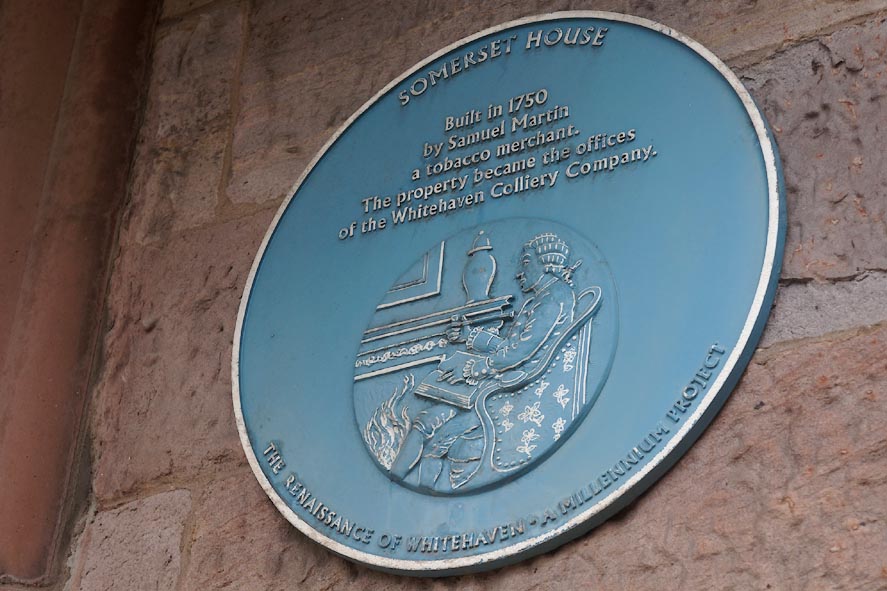 SOMERSET HOUSE
Built in 1750
by Samuel Martin
a tobacco merchant.
The property became the offices
of the Whitehaven Colliery Company.
THE RENAISSANCE OF WHITEHAVEN • A MILLENNIUM PROJECT